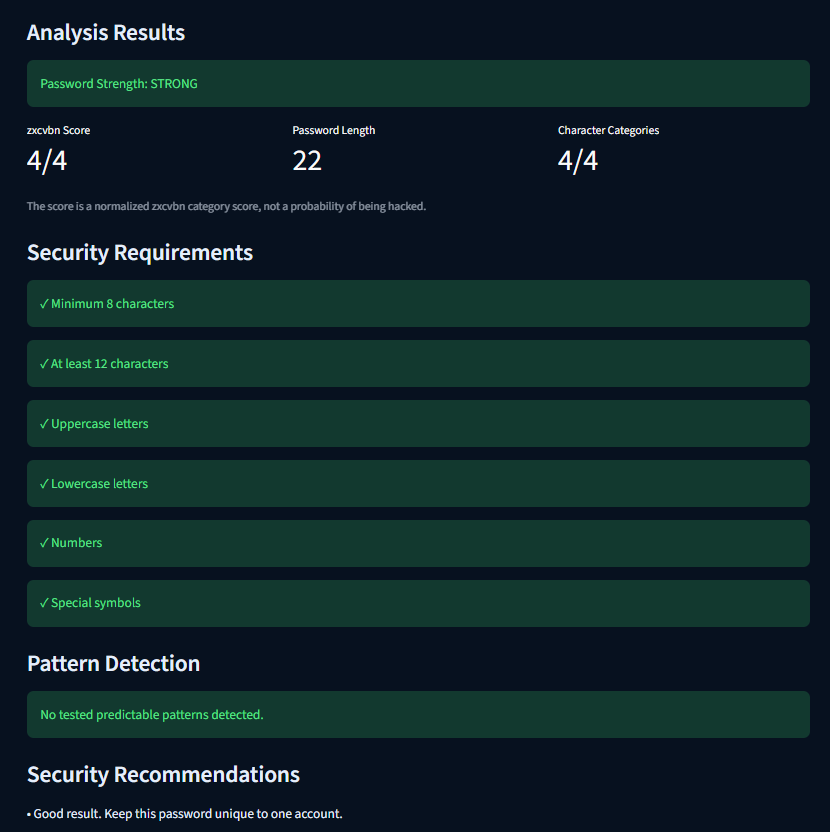 Analysis Results
Password Strength: STRONG
zxcvbn Score
Password Length
Character Categories
4/4
22
4/4
The score is a normalized zxcvbn category score, not a probability of being hacked.
Security Requirements
✓ Minimum 8 characters
✓ At least 12 characters
✓ Uppercase letters
✓ Lowercase letters
✓ Numbers
✓ Special symbols
Pattern Detection
No tested predictable patterns detected.
Security Recommendations
• Good result. Keep this password unique to one account.